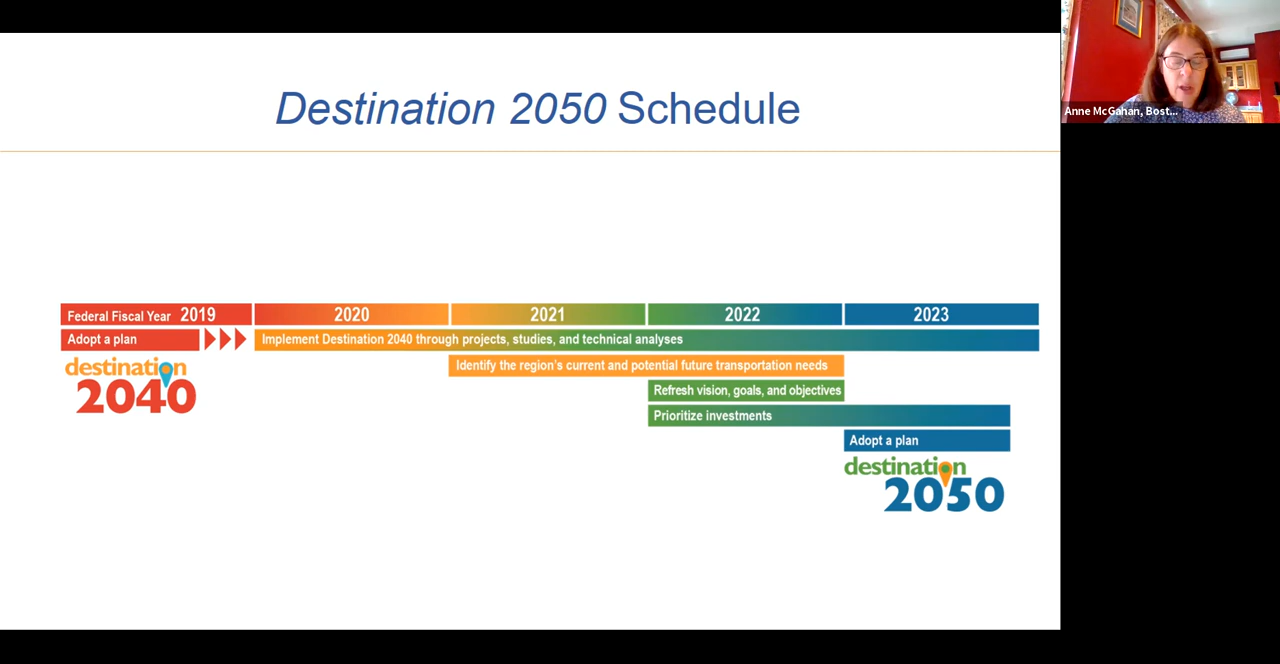 Destination 2050 Schedule
Anne McGahan, Bost...
Federal Fiscal Year 2019 2020 2021 2022 2023
Adopt a plan Implement Destination 2040 through projects, studies, and technical analyses
destination
2040
Identify the region's current and potential future transportation needs
Refresh vision, goals, and objectives
Prioritize investments
Adopt a plan
destination
2050